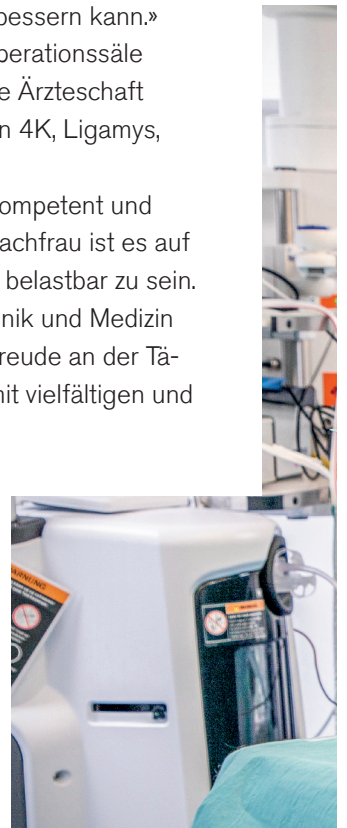 bessern kann.»
perationssäle
e Ärzteschaft
n 4K, Ligamys,
ompetent und
achfrau ist es auf
belastbar zu sein.
nik und Medizin
reude an der Tä-
nit vielfältigen und
ARNUNG